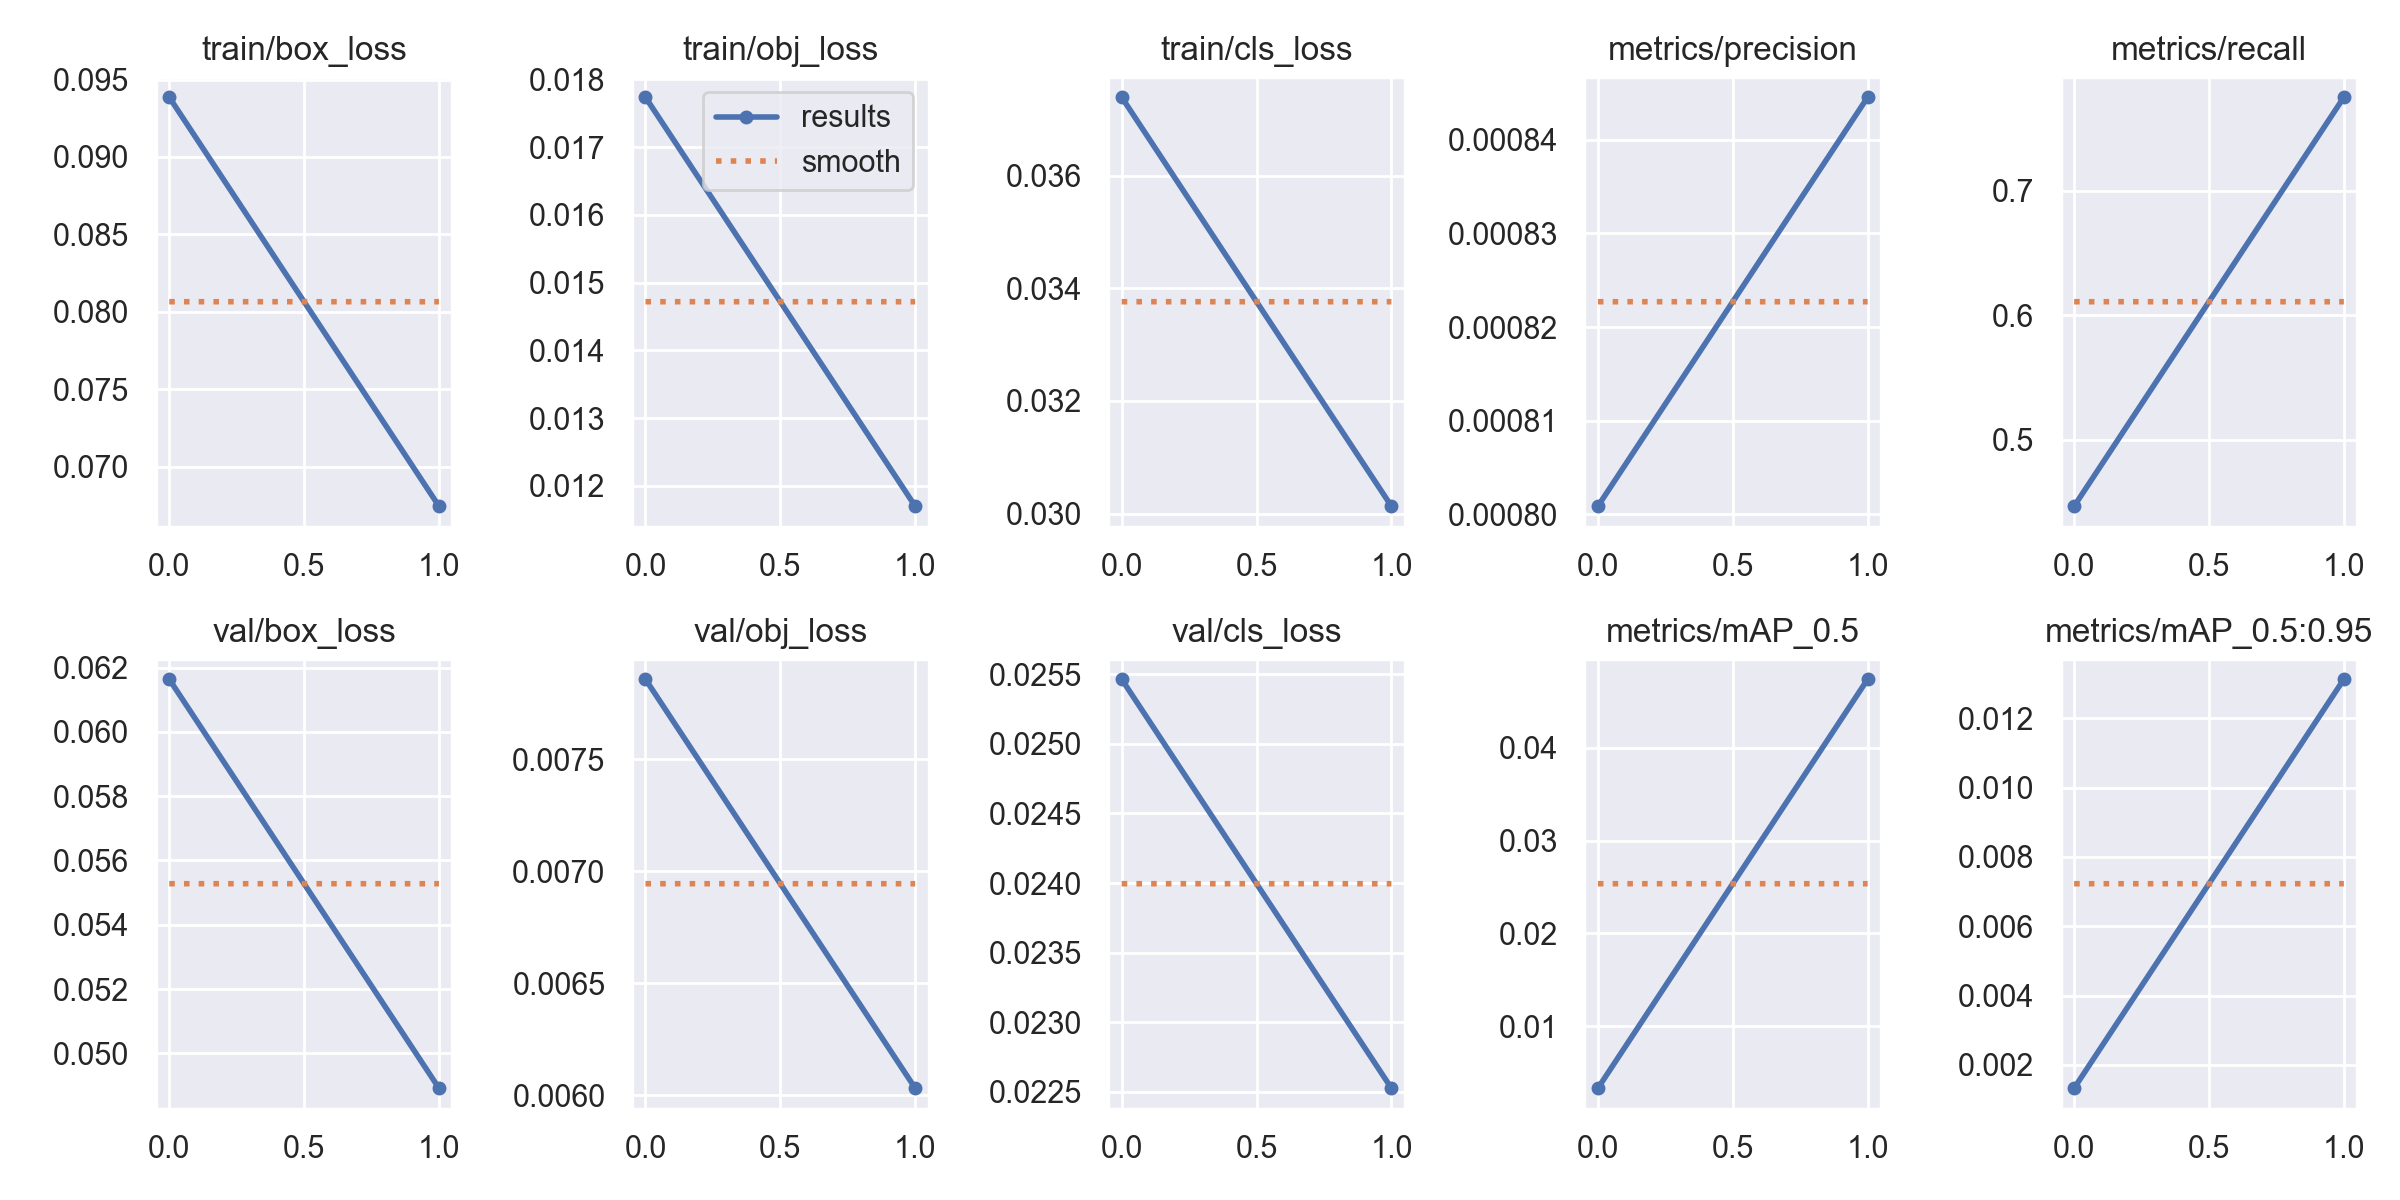 train/box_loss
0.095
0.090
0.085
0.080
0.075
0.070
0.0 0.5 1.0
train/obj_loss
0.018
0.017
0.016
0.015
0.014
0.013
0.012
results
smooth
0.0 0.5 1.0
train/cls_loss
0.036
0.034
0.032
0.030
0.0 0.5 1.0
metrics/precision
0.00084
0.00083
0.00082
0.00081
0.00080
0.0 0.5 1.0
metrics/recall
0.7
0.6
0.5
0.0 0.5 1.0
val/box_loss
0.062
0.060
0.058
0.056
0.054
0.052
0.050
0.0 0.5 1.0
val/obj_loss
0.0075
0.0070
0.0065
0.0060
0.0 0.5 1.0
val/cls_loss
0.0255
0.0250
0.0245
0.0240
0.0235
0.0230
0.0225
0.0 0.5 1.0
metrics/mAP_0.5
0.04
0.03
0.02
0.01
0.0 0.5 1.0
metrics/mAP_0.5:0.95
0.012
0.010
0.008
0.006
0.004
0.002
0.0 0.5 1.0